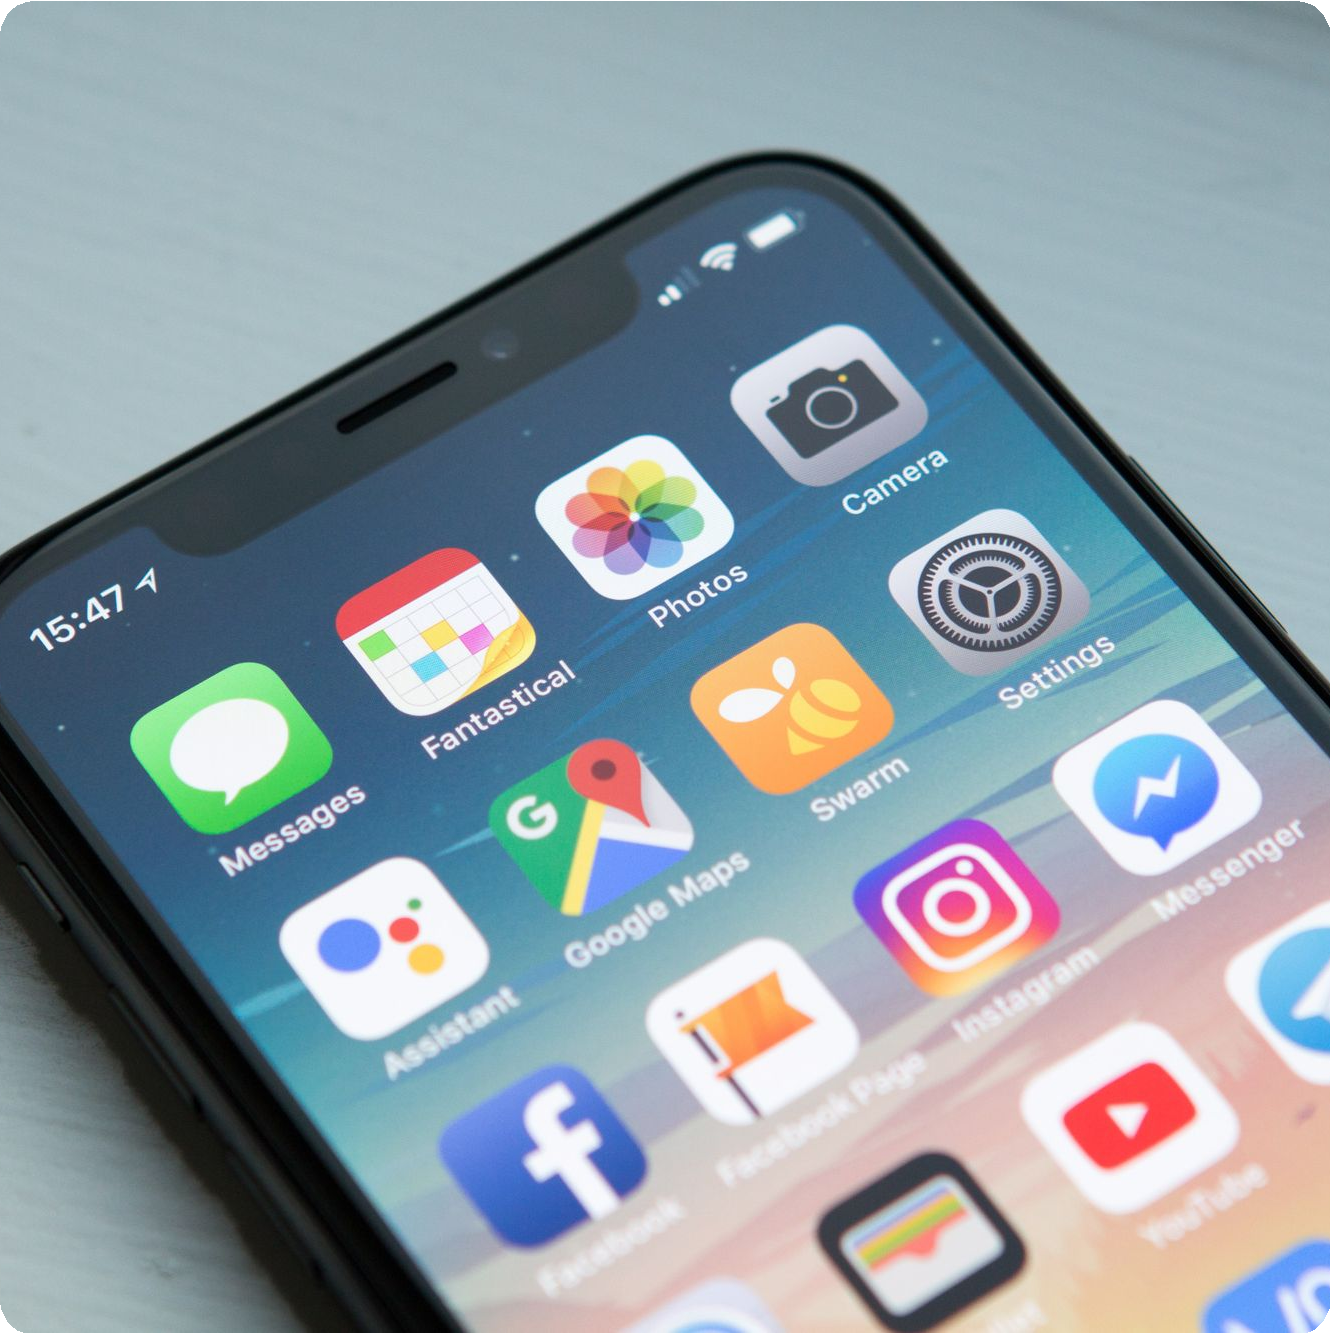 15:47
Messages
Fantastical
Photos
Camera
Assistant
G
Google Maps
Swarm
Settings
Facebook
Facebook Page
Instagram
Messenger
YouTube